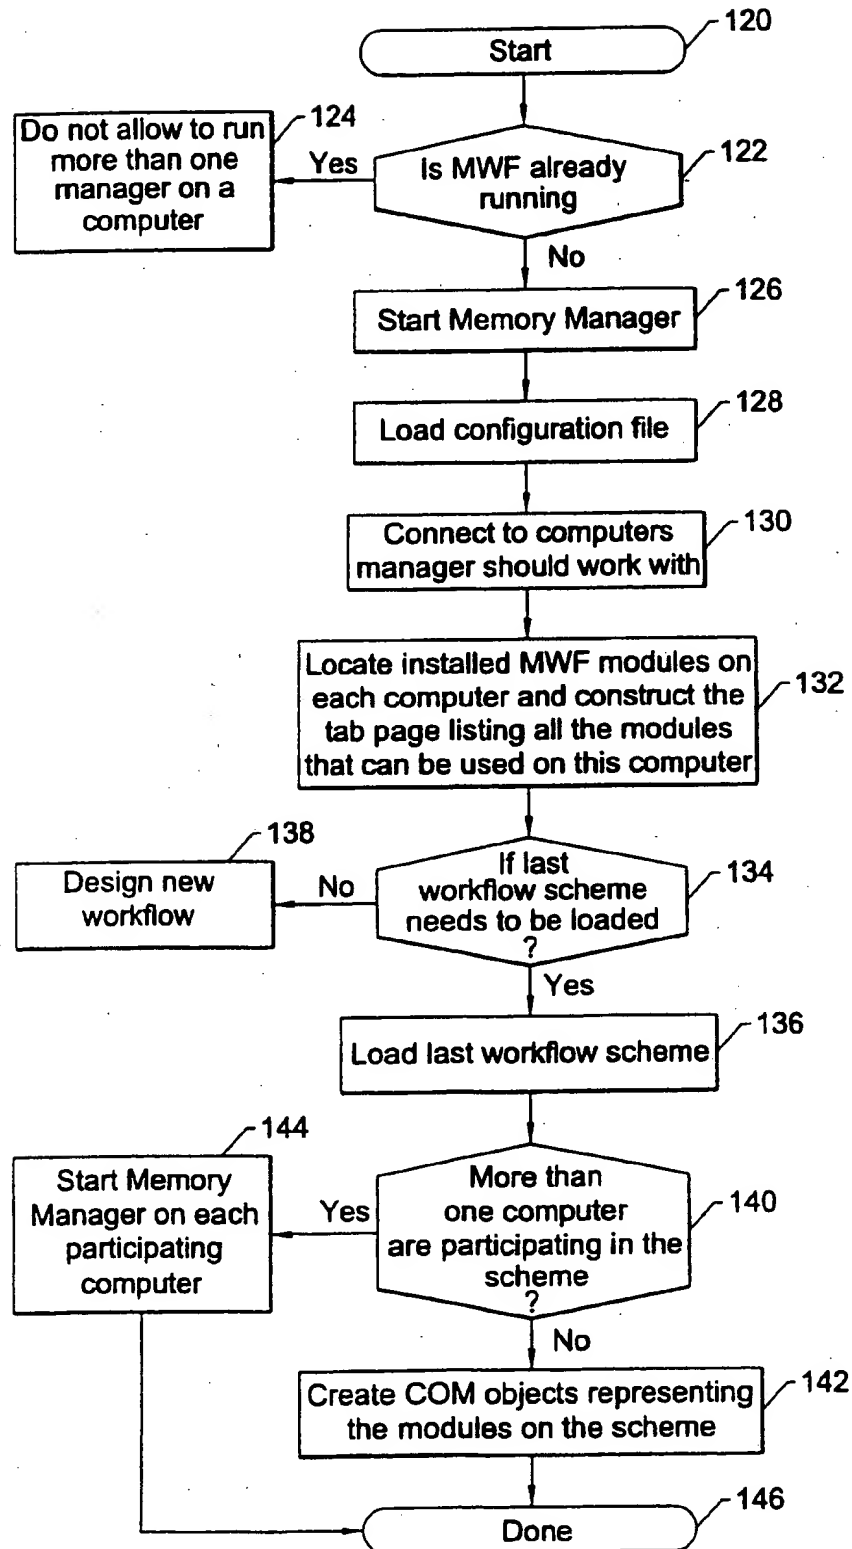 120
Start
124
Do not allow to run
more than one
manager on a
computer
Yes
122
Is MWF already
running
No
126
Start Memory Manager
128
Load configuration file
130
Connect to computers
manager should work with
132
Locate installed MWF modules on
each computer and construct the
tab page listing all the modules
that can be used on this computer
138
Design new
workflow
No
134
If last
workflow scheme
needs to be loaded
?
Yes
136
Load last workflow scheme
144
Start Memory
Manager on each
participating
computer
Yes
140
More than
one computer
are participating in the
scheme
?
No
142
Create COM objects representing
the modules on the scheme
146
Done